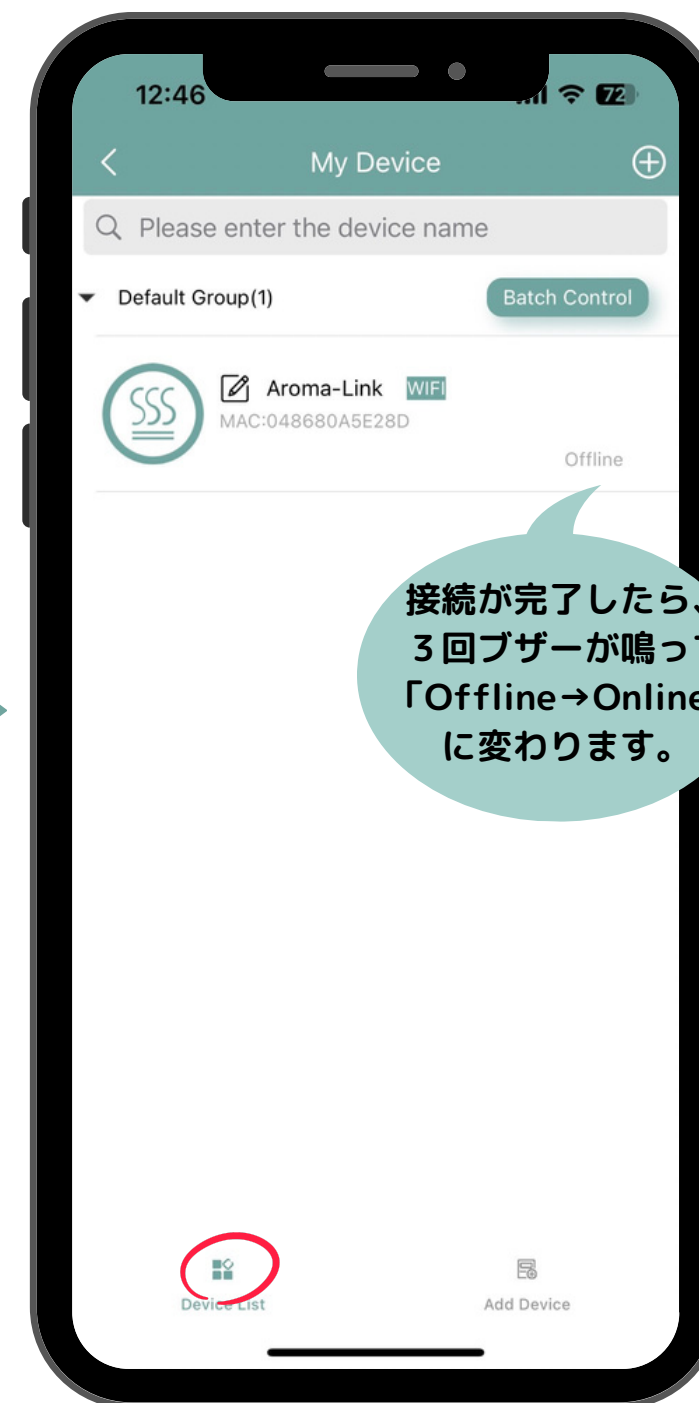 12:46
72
My Device
Please enter the device name
Default Group(1)
Batch Control
Aroma-Link WIFI
MAC:048680A5E28D
Offline
接続が完了したら、
３回ブザーが鳴って
「Offline→Online
に変わります。
Device List
Add Device